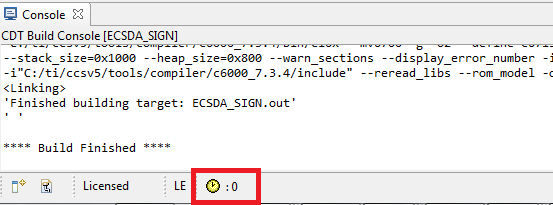 Console
CDT Build Console [ECSDA_SIGN]
--stack_size=0x1000 --heap_size=0x800 --warn_sections --display_error_number -i
-i"C:/ti/ccsv5/tools/compiler/c6000_7.3.4/include" --reread_libs --rom_model -o
<Linking>
'Finished building target: ECSDA_SIGN.out'
' '
**** Build Finished ****
Licensed LE : 0